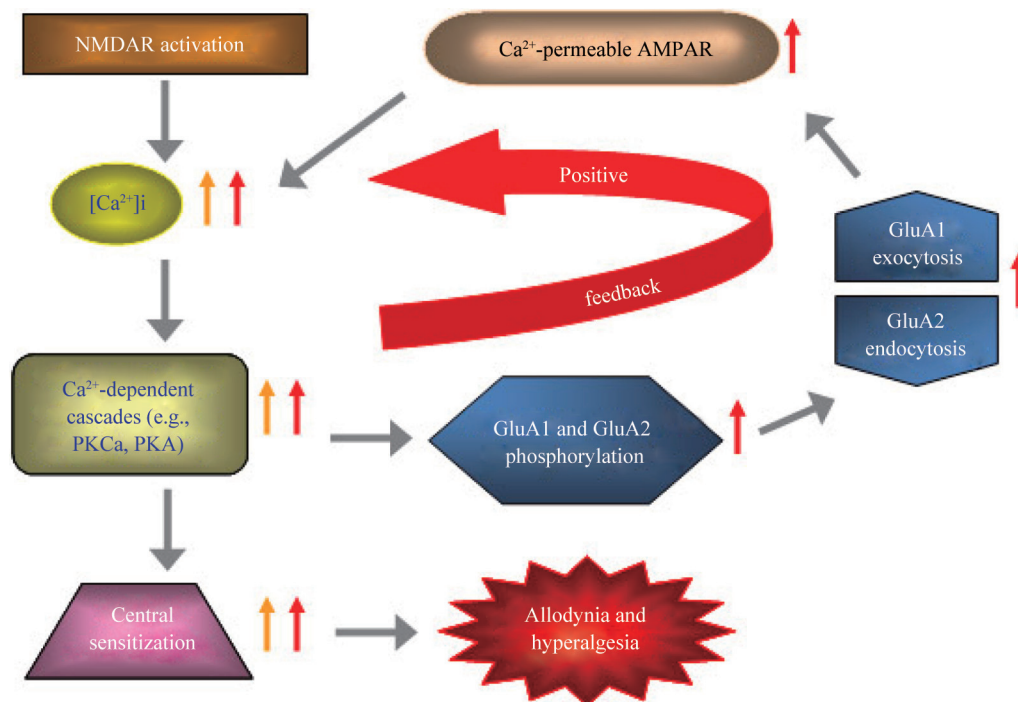 NMDAR activation
Ca²⁺-permeable AMPAR
[Ca²⁺]i
Positive
feedback
GluA1
exocytosis
GluA2
endocytosis
Ca²⁺-dependent
cascades (e.g.,
PKCa, PKA)
GluA1 and GluA2
phosphorylation
Central
sensitization
Allodynia and
hyperalgesia